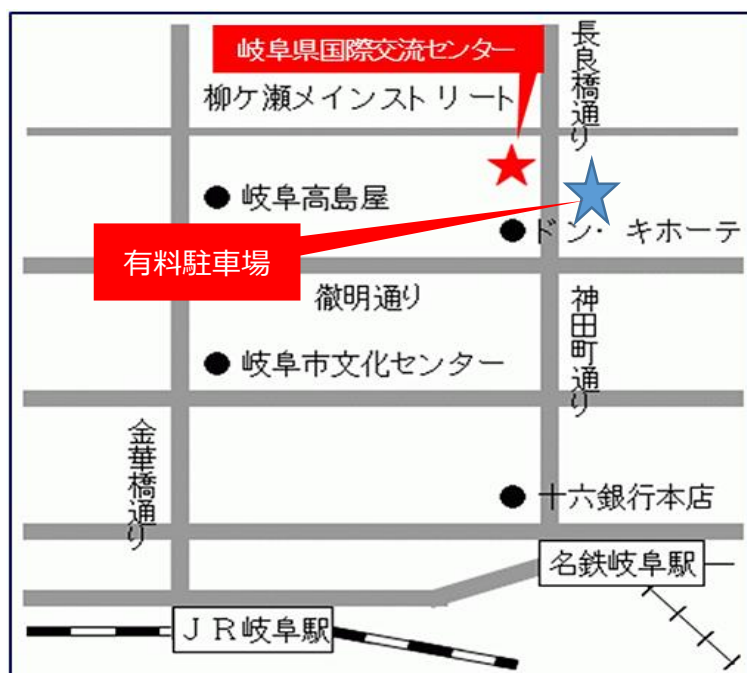 岐阜県国際交流センター
長良橋通り
柳ケ瀬メインストリート
岐阜高島屋
ドン・キホーテ
有料駐車場
徹明通り
神田町通り
岐阜市文化センター
金華橋通り
十六銀行本店
名鉄岐阜駅
ＪＲ岐阜駅